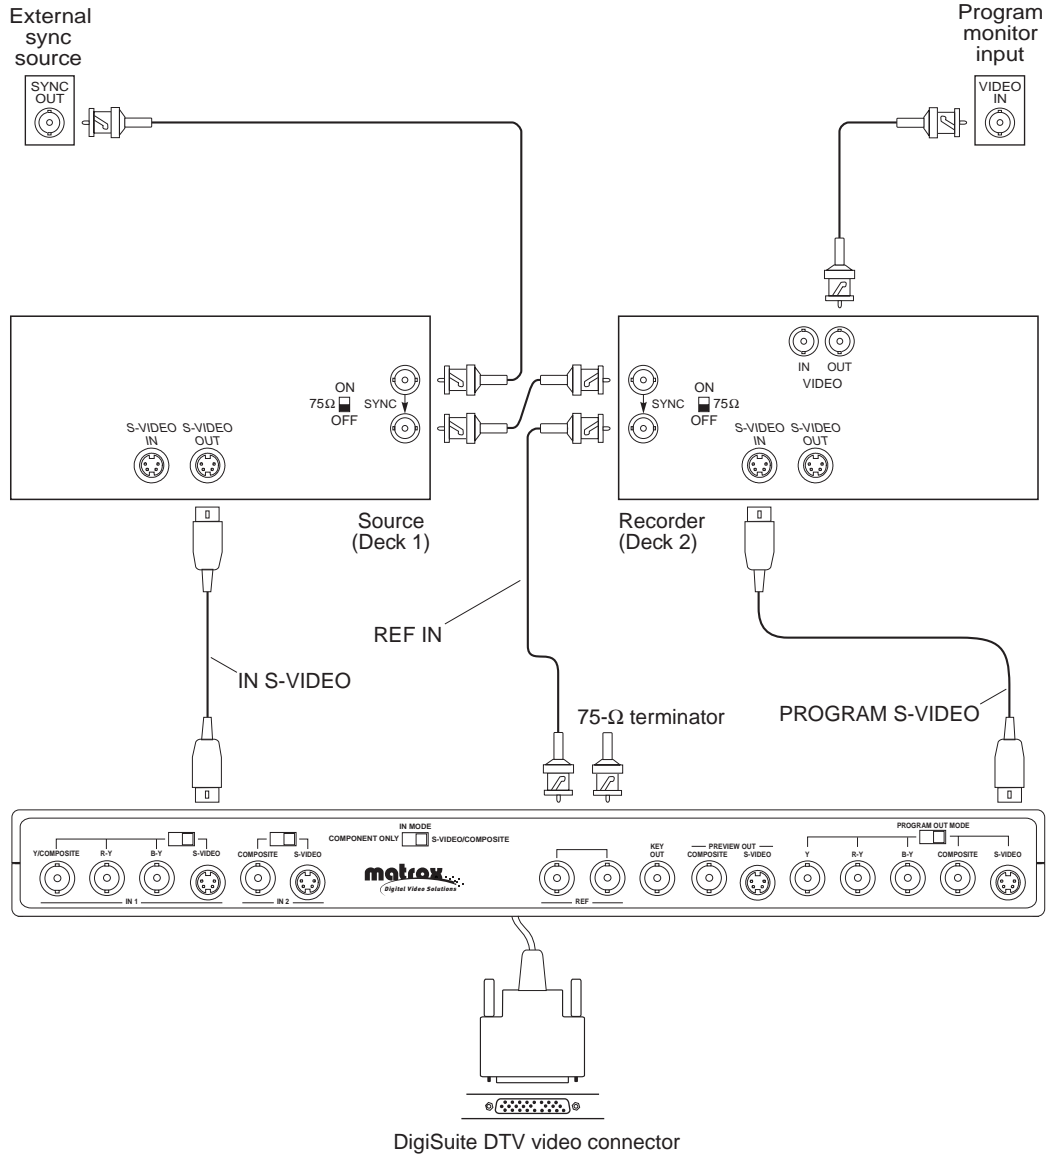 External
sync
source
SYNC
OUT
Program
monitor
input
VIDEO
IN
IN
OUT
VIDEO
ON
75Ω
OFF
SYNC
S-VIDEO
IN
S-VIDEO
OUT
SYNC
ON
75Ω
OFF
S-VIDEO
IN
S-VIDEO
OUT
Source
(Deck 1)
Recorder
(Deck 2)
REF IN
IN S-VIDEO
75-Ω terminator
PROGRAM S-VIDEO
Y/COMPOSITE
R-Y
B-Y
S-VIDEO
IN 1
COMPOSITE
S-VIDEO
IN 2
IN MODE
COMPONENT ONLY
S-VIDEO/COMPOSITE
matrox
Digital Video Solutions
REF
KEY
OUT
PREVIEW OUT
COMPOSITE
S-VIDEO
PROGRAM OUT MODE
Y
R-Y
B-Y
COMPOSITE
S-VIDEO
DigiSuite DTV video connector